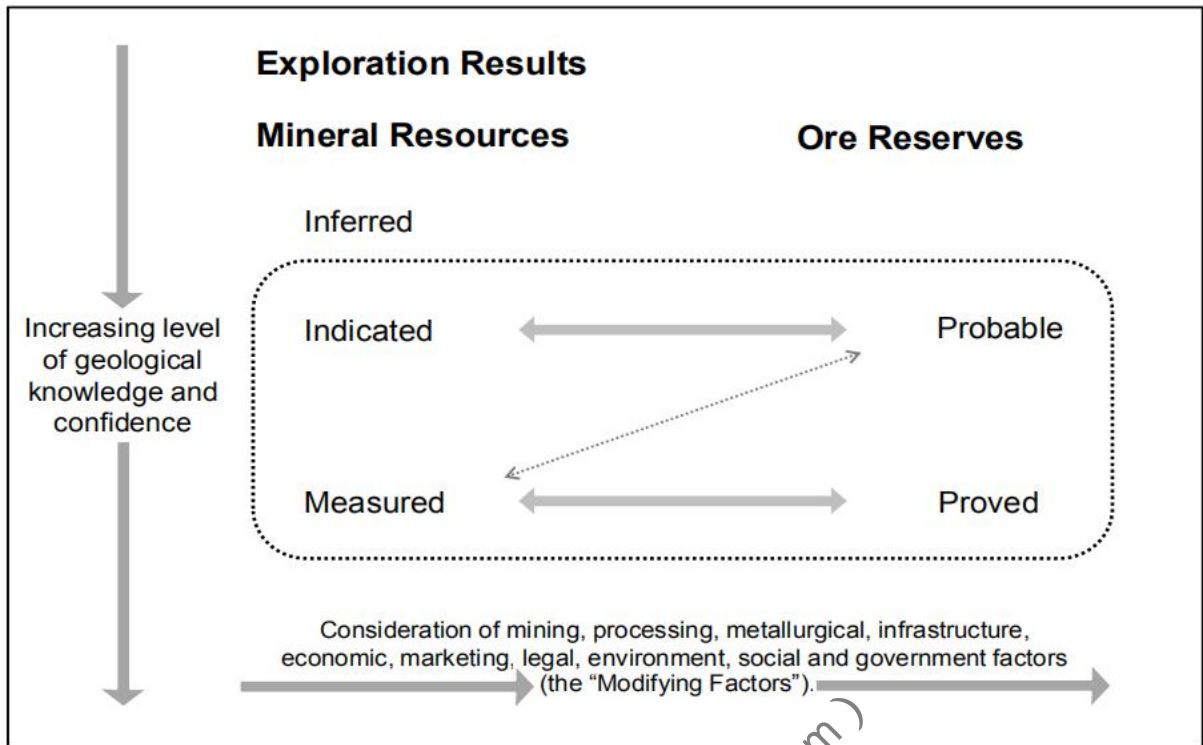 Exploration Results
Mineral Resources
Ore Reserves
Inferred
Increasing level
of geological
knowledge and
confidence
Indicated
Probable
Measured
Proved
Consideration of mining, processing, metallurgical, infrastructure,
economic, marketing, legal, environment, social and government factors
(the “Modifying Factors”).
m)